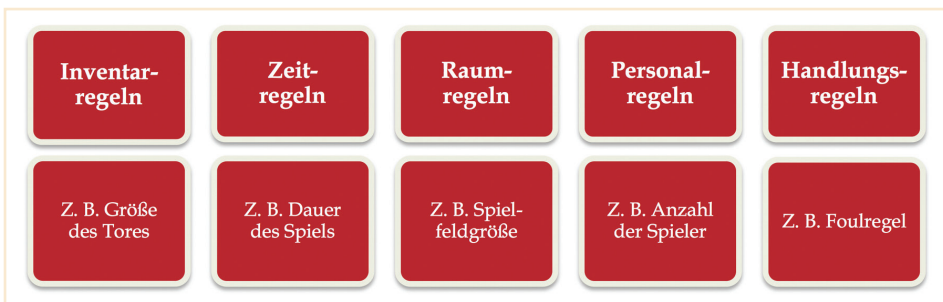 Inventar-
regeln
Zeit-
regeln
Raum-
regeln
Personal-
regeln
Handlungs-
regeln
Z. B. Größe
des Tores
Z. B. Dauer
des Spiels
Z. B. Spiel-
feldgröße
Z. B. Anzahl
der Spieler
Z. B. Foulregel